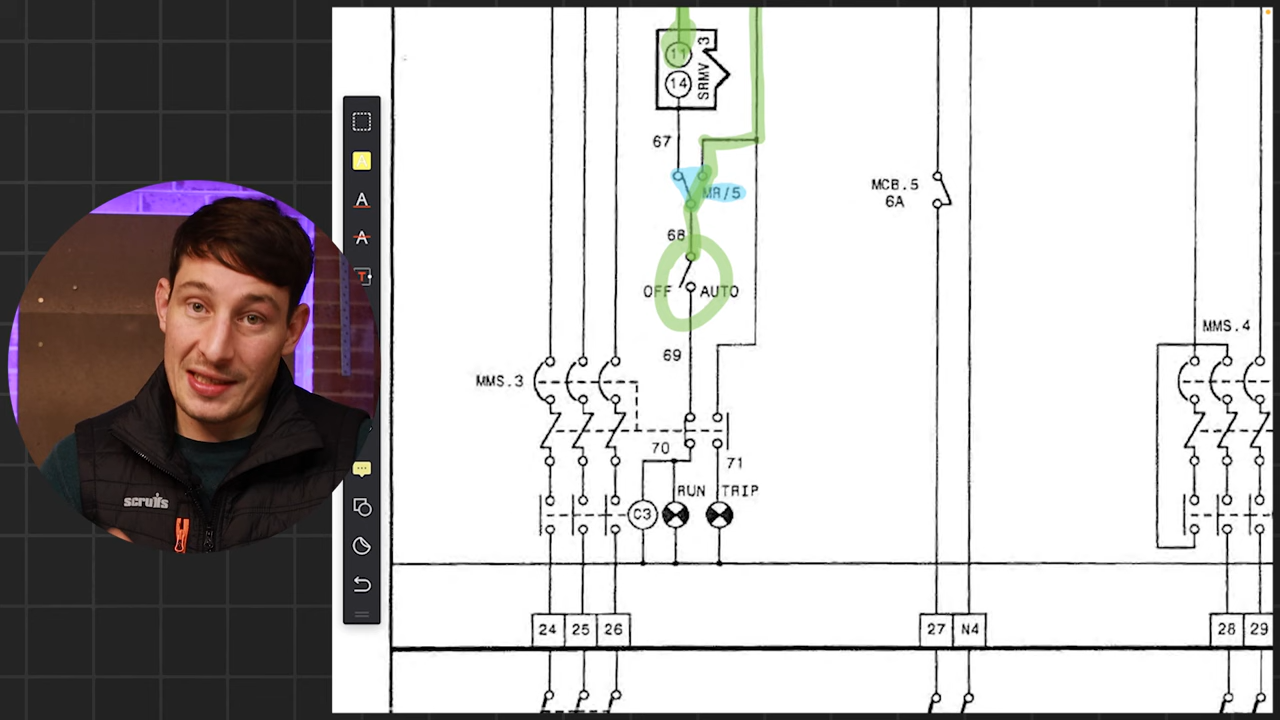 11
14
SRMV 3
67
MR/5
68
OFF AUTO
69
MMS.3
70
71
RUN TRIP
C3
MCB.5
6A
MMS.4
24 25 26
27 N4
28 29
A
A
A
T
scruffs